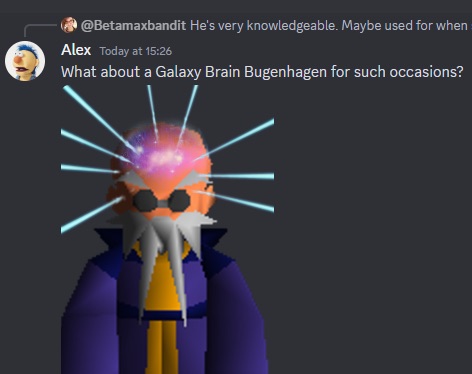 @Betamaxbandit He's very knowledgeable. Maybe used for when
Alex Today at 15:26
What about a Galaxy Brain Bugenhagen for such occasions?